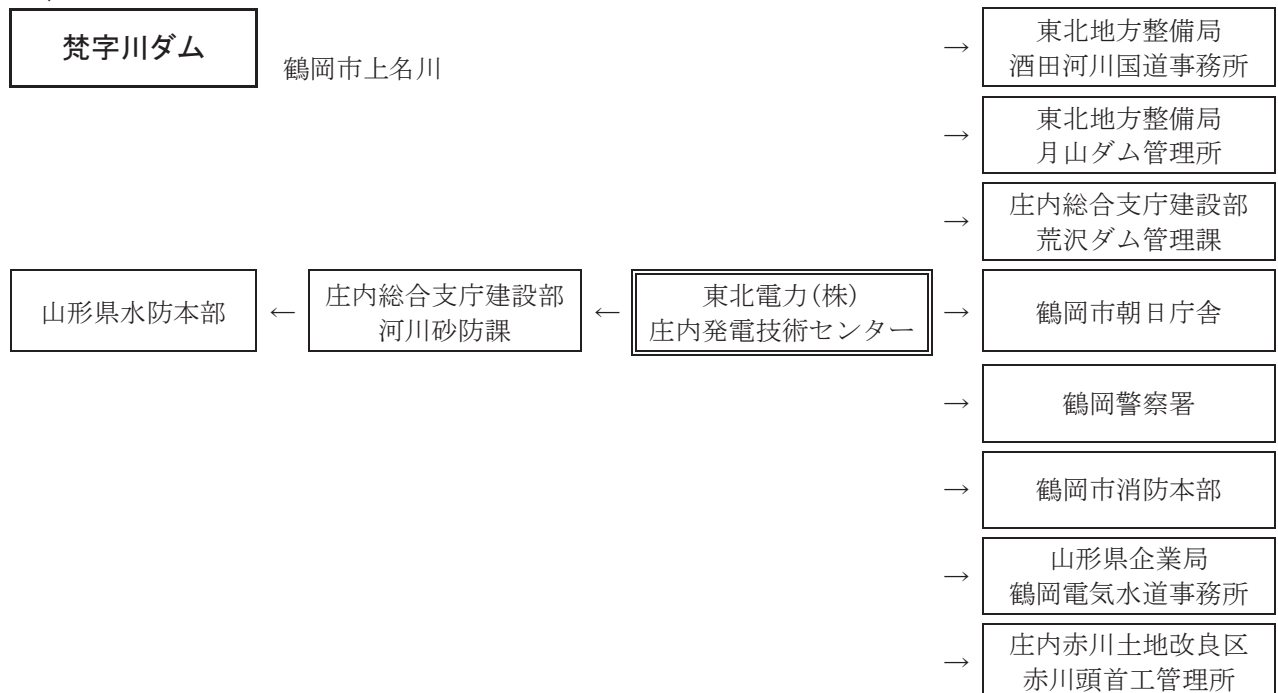 梵字川ダム
鶴岡市上名川
→
東北地方整備局
酒田河川国道事務所
→
東北地方整備局
月山ダム管理所
→
庄内総合支庁建設部
荒沢ダム管理課
山形県水防本部
←
庄内総合支庁建設部
河川砂防課
←
東北電力(株)
庄内発電技術センター
→
鶴岡市朝日庁舎
→
鶴岡警察署
→
鶴岡市消防本部
→
山形県企業局
鶴岡電気水道事務所
→
庄内赤川土地改良区
赤川頭首工管理所